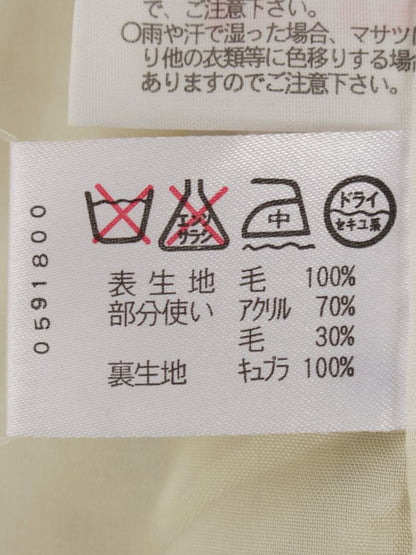 で、ご注意下さい。
○雨や汗で湿った場合、マサツに
り他の衣類等に色移りする場合
ありますのでご注意下さい。
エンソ
サラシ
中
ドライ
セキユ系
表生地 毛 100%
部分使い アクリル 70%
毛 30%
裏生地 キュプラ 100%
0591800